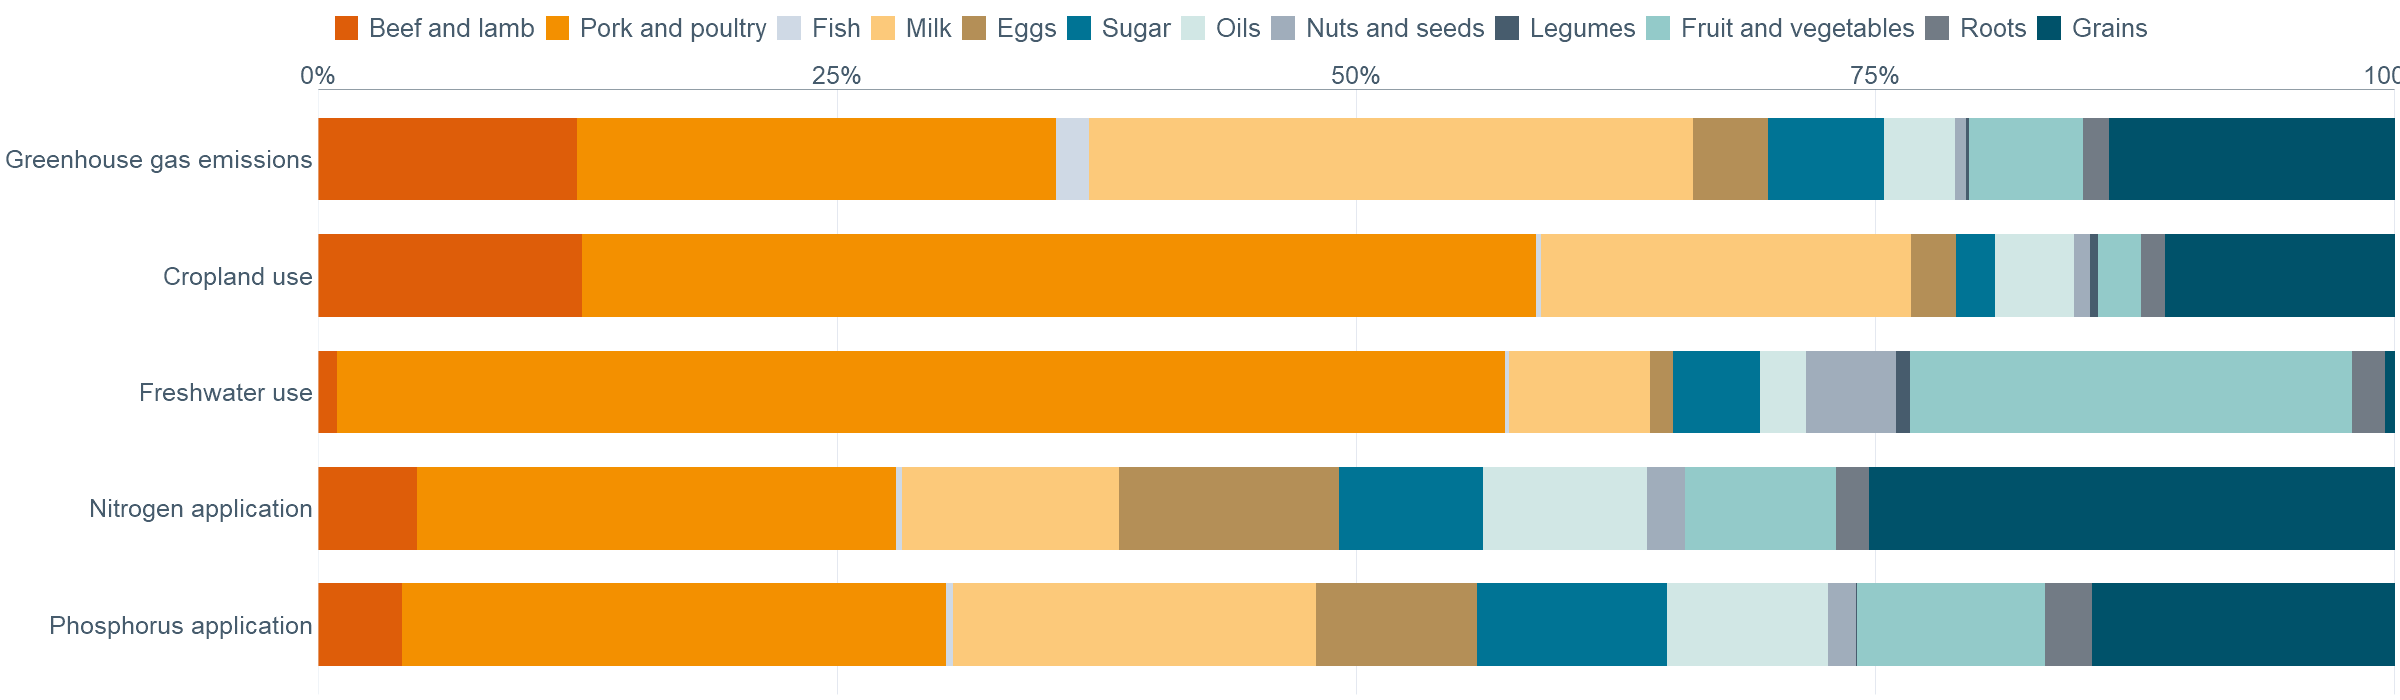 Beef and lamb Pork and poultry Fish Milk Eggs Sugar Oils Nuts and seeds Legumes Fruit and vegetables Roots Grains
0% 25% 50% 75% 100
Greenhouse gas emissions
Cropland use
Freshwater use
Nitrogen application
Phosphorus application